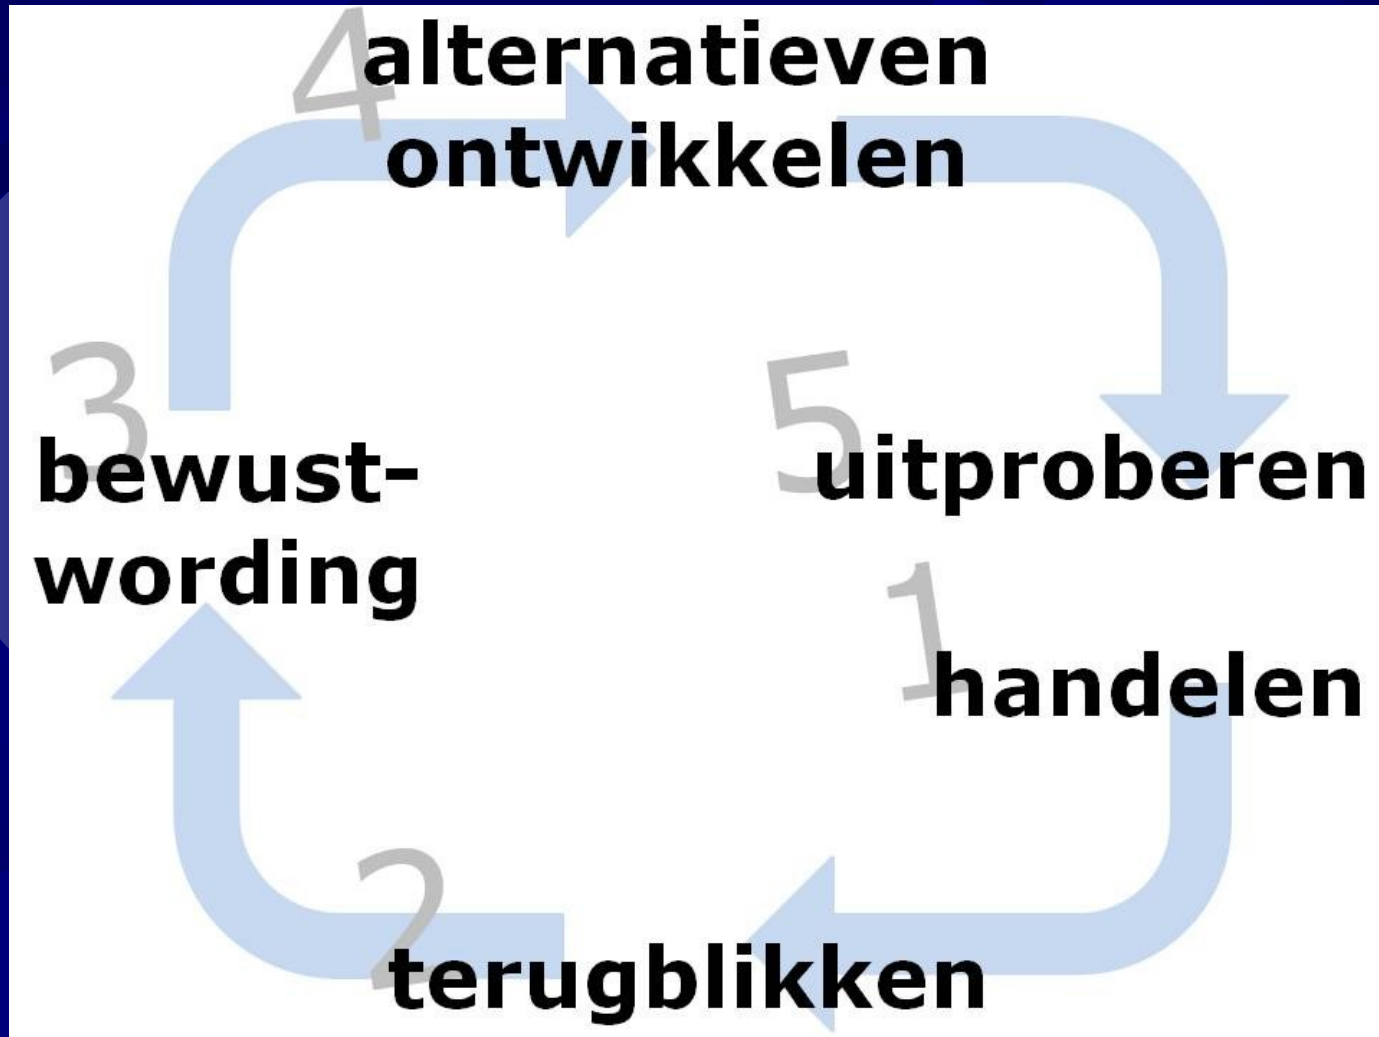 4
alternatieven
ontwikkelen
3
bewust-
wording
5
uitproberen
1
handelen
2
terugblikken